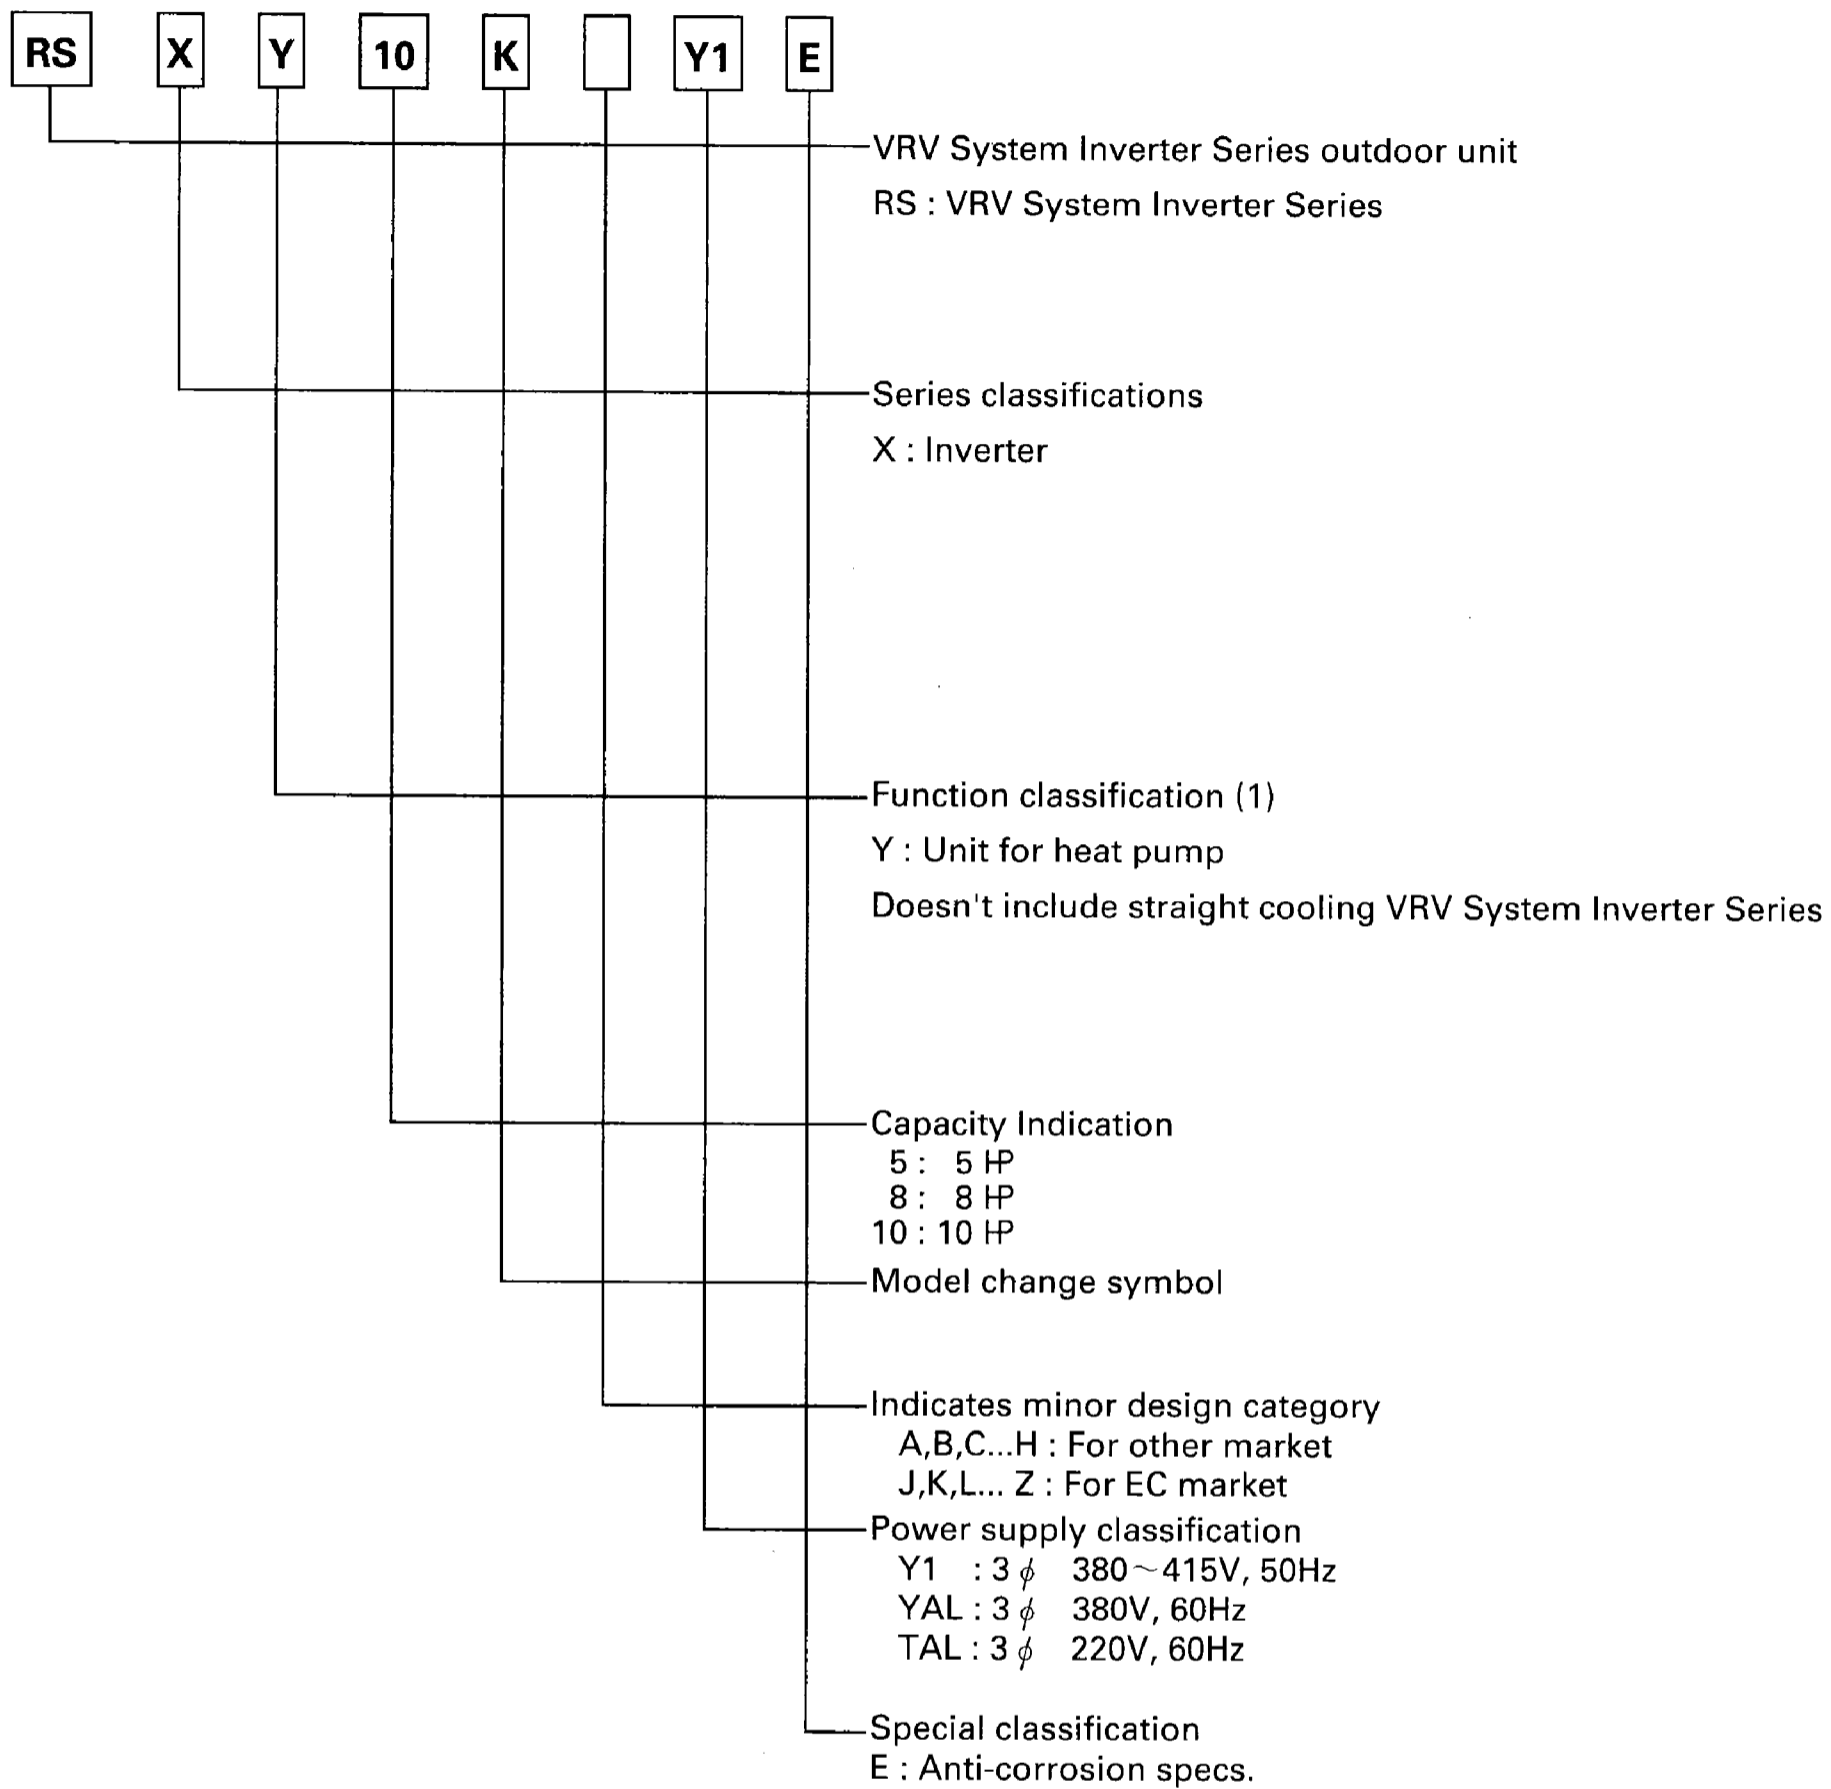 RS X Y 10 K Y1 E
VRV System Inverter Series outdoor unit
RS : VRV System Inverter Series
Series classifications
X : Inverter
Function classification (1)
Y : Unit for heat pump
Doesn't include straight cooling VRV System Inverter Series
Capacity Indication
5 : 5 HP
8 : 8 HP
10 : 10 HP
Model change symbol
Indicates minor design category
A,B,C...H : For other market
J,K,L... Z : For EC market
Power supply classification
Y1 : 3 ϕ 380~415V, 50Hz
YAL : 3 ϕ 380V, 60Hz
TAL : 3 ϕ 220V, 60Hz
Special classification
E : Anti-corrosion specs.